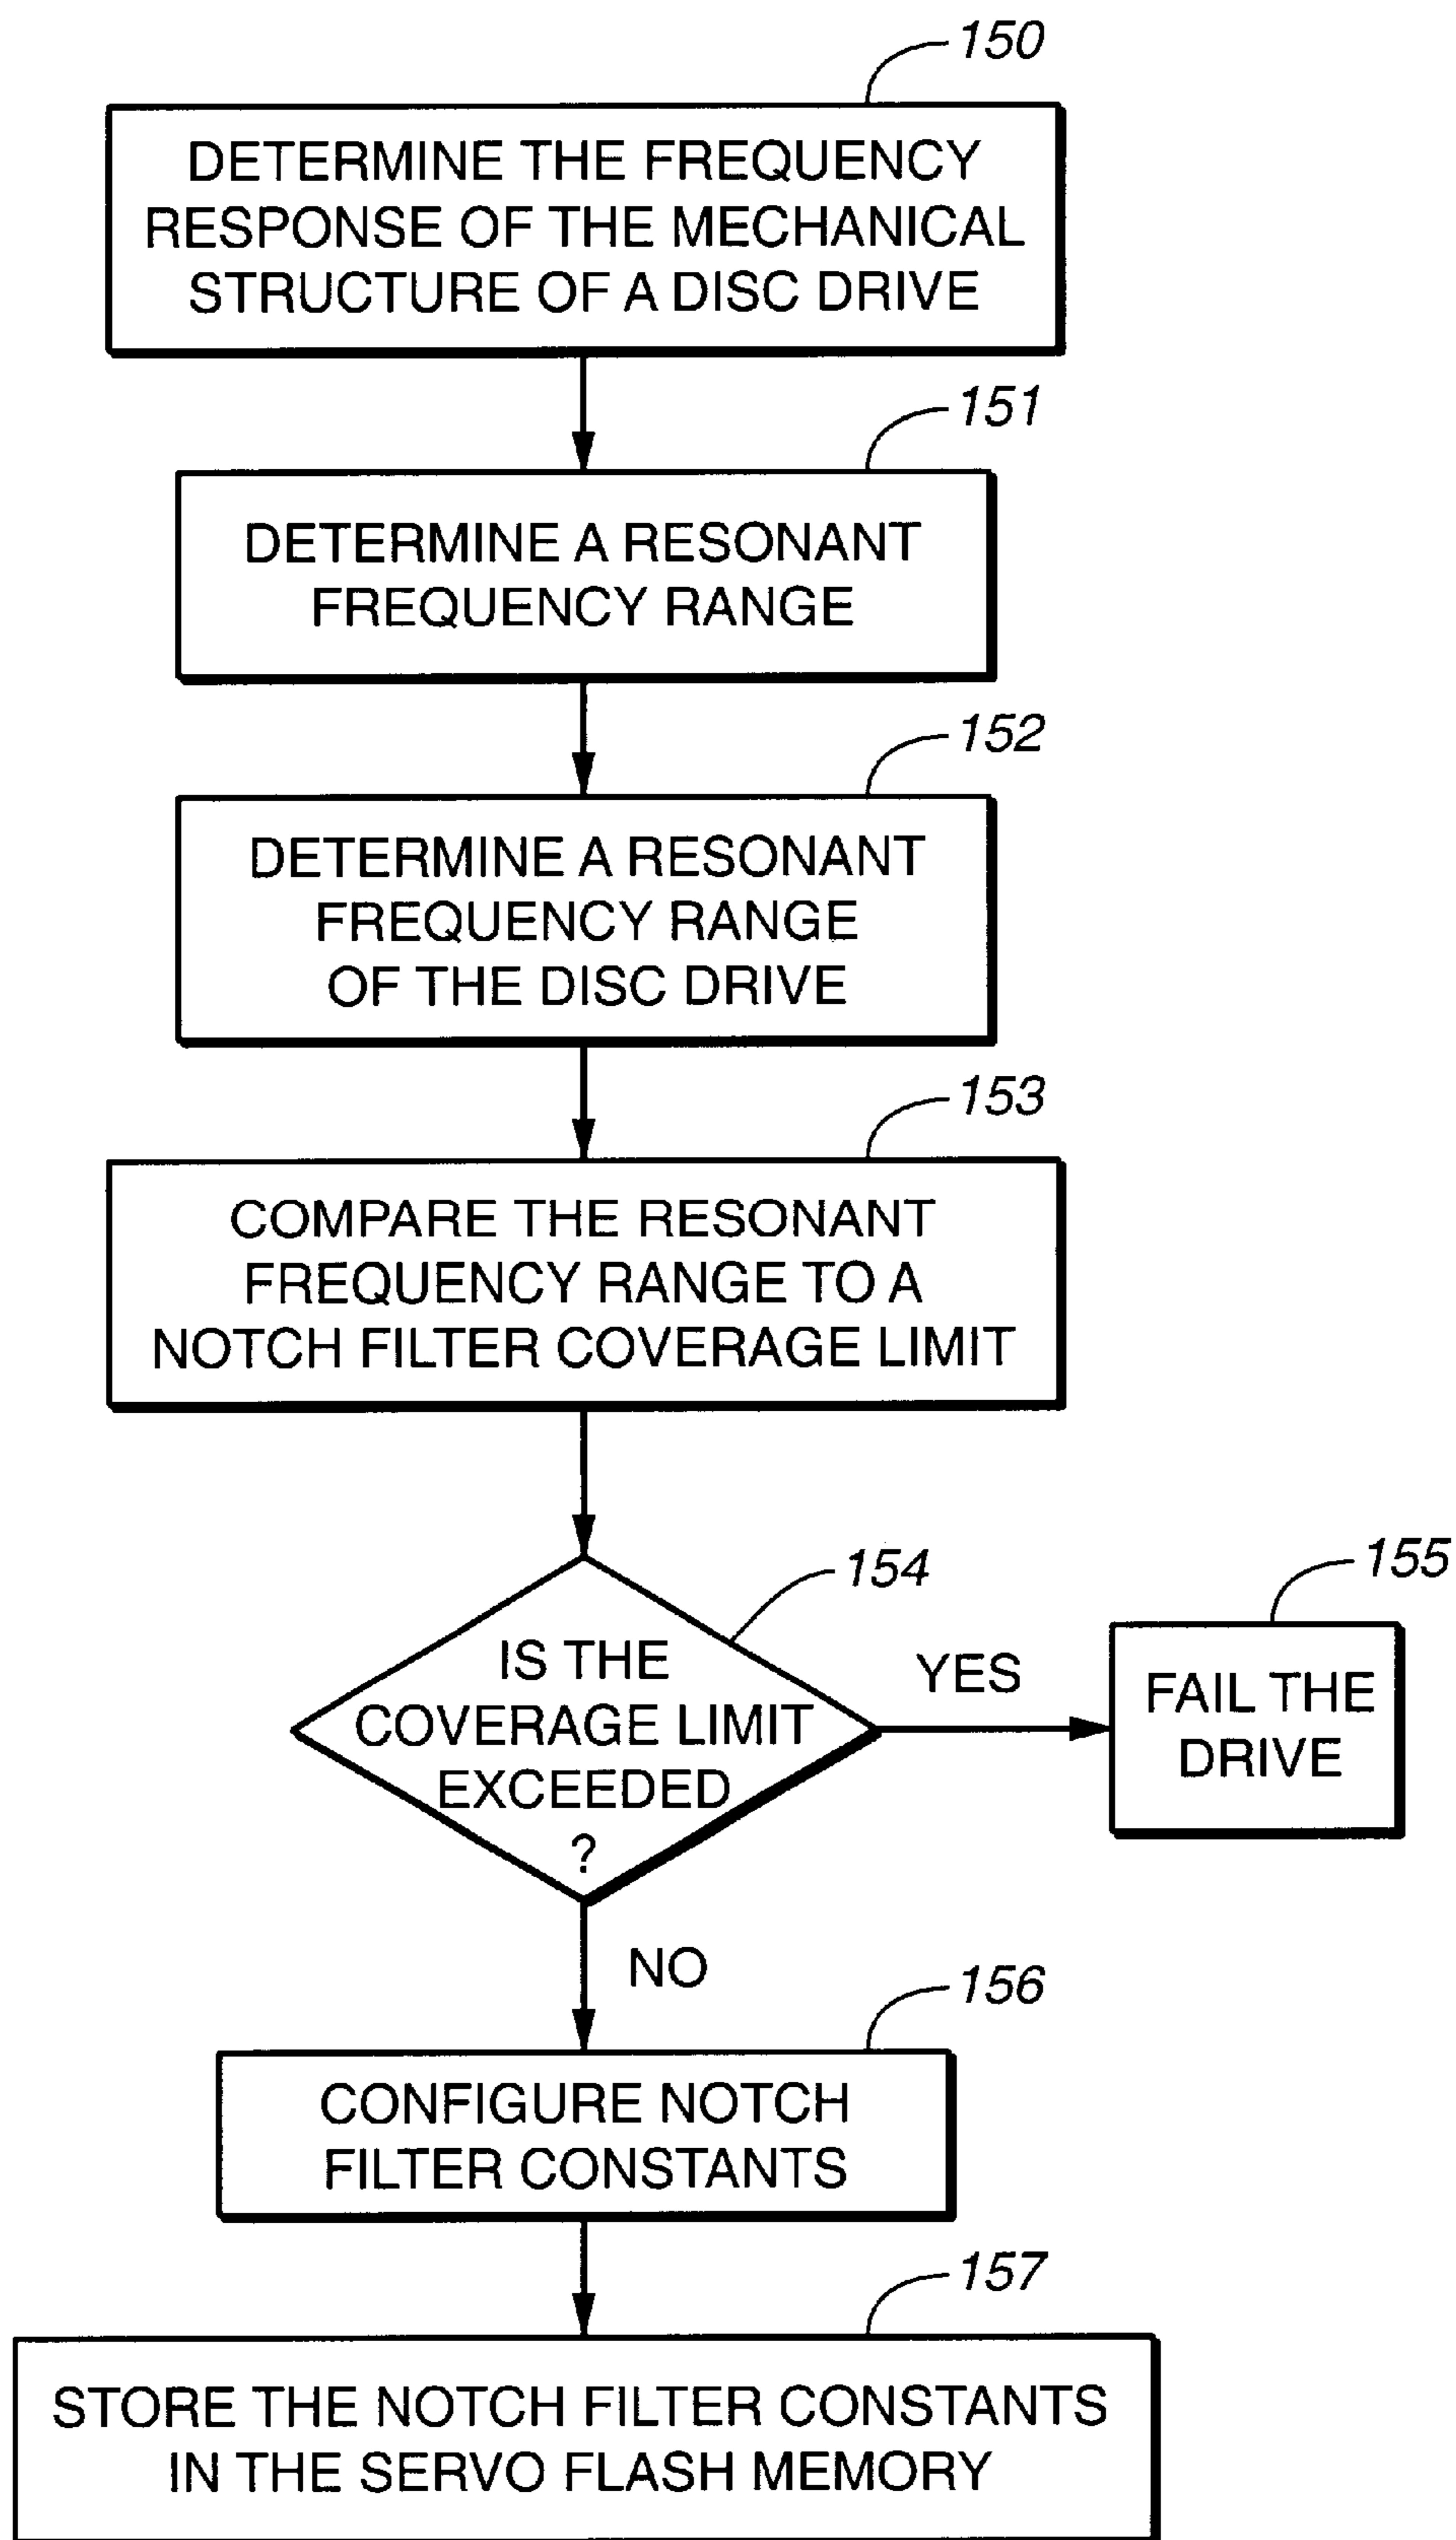 150
DETERMINE THE FREQUENCY
RESPONSE OF THE MECHANICAL
STRUCTURE OF A DISC DRIVE
151
DETERMINE A RESONANT
FREQUENCY RANGE
152
DETERMINE A RESONANT
FREQUENCY RANGE
OF THE DISC DRIVE
153
COMPARE THE RESONANT
FREQUENCY RANGE TO A
NOTCH FILTER COVERAGE LIMIT
154
IS THE
COVERAGE LIMIT
EXCEEDED
?
YES
155
FAIL THE
DRIVE
NO
156
CONFIGURE NOTCH
FILTER CONSTANTS
157
STORE THE NOTCH FILTER CONSTANTS
IN THE SERVO FLASH MEMORY